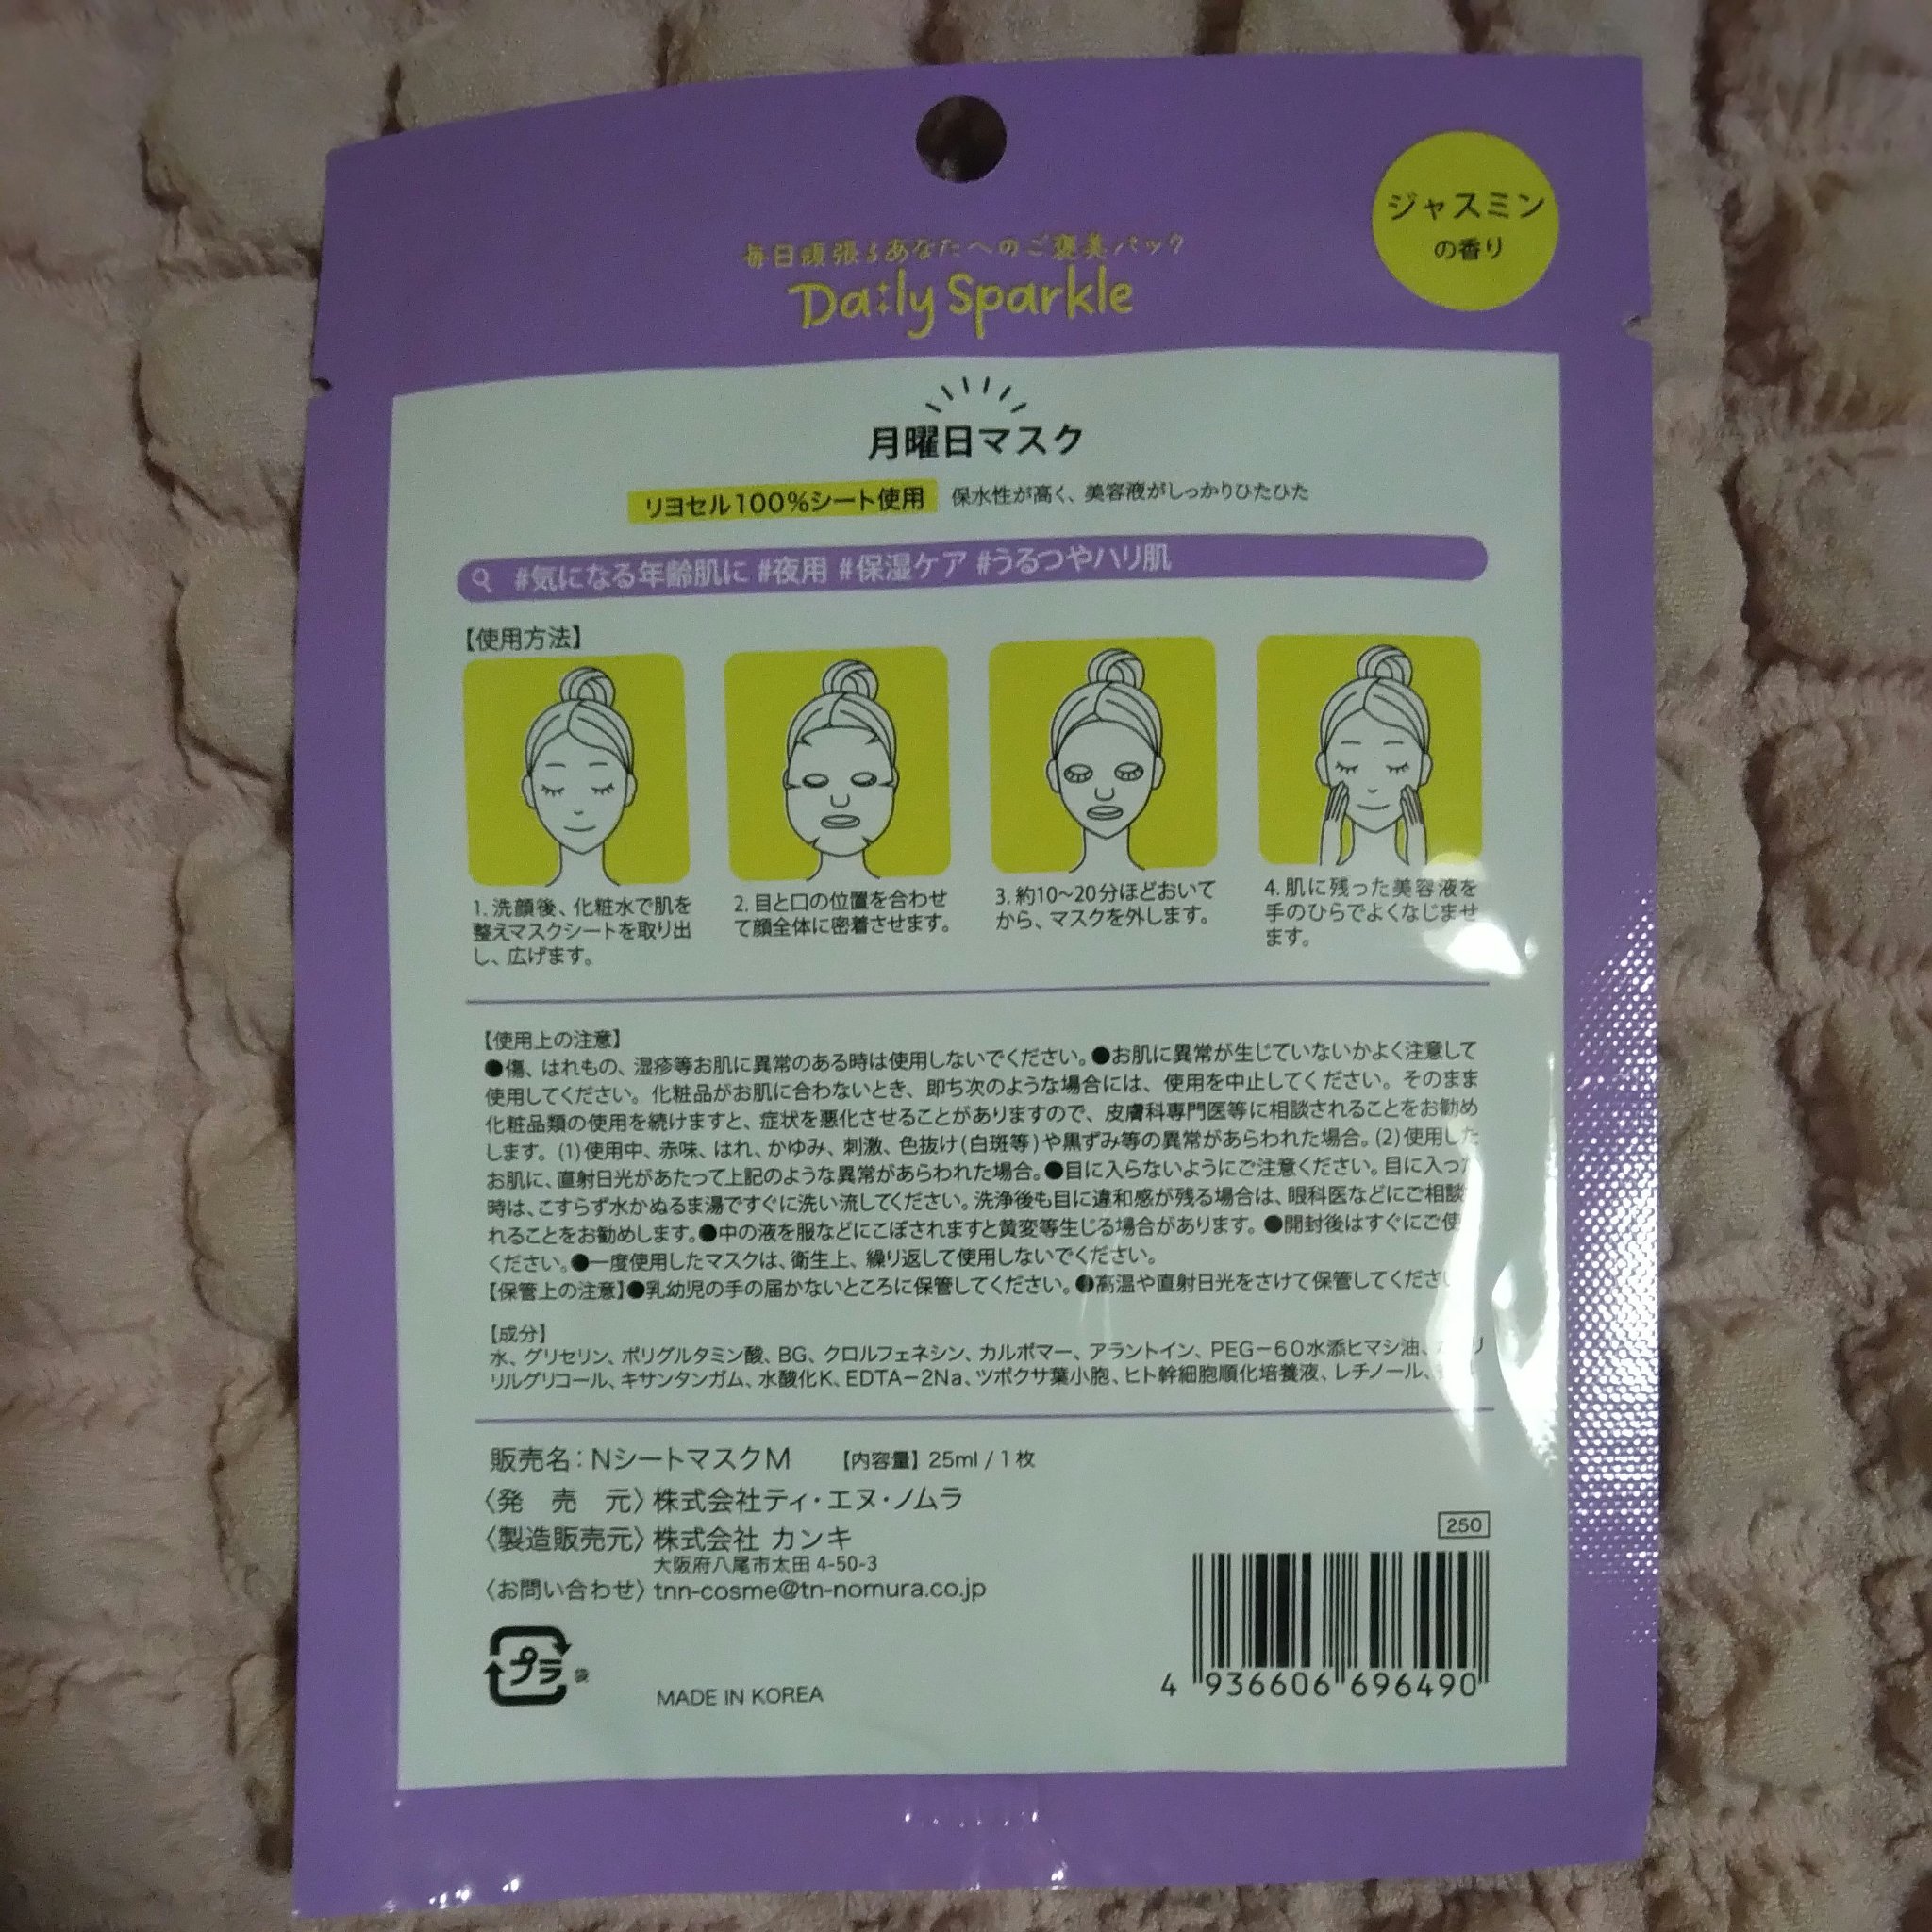 ジャスミン
の香り
毎日頑張るあなたへのご褒美パック
Daily Sparkle
月曜日マスク
リヨセル100%シート使用 保水性が高く、美容液がしっかりひたひた
#気になる年齢肌に #夜用 #保湿ケア #うるつやハリ肌
【使用方法】
1. 洗顔後、化粧水で肌を
整えマスクシートを取り出
し、広げます。
2. 目と口の位置を合わせ
て顔全体に密着させます。
3. 約10〜20分ほどおいて
から、マスクを外します。
4. 肌に残った美容液を
手のひらでよくなじませ
ます。
【使用上の注意】
●傷、はれもの、湿疹等お肌に異常のある時は使用しないでください。●お肌に異常が生じていないかよく注意して
使用してください。化粧品がお肌に合わないとき、即ち次のような場合には、使用を中止してください。そのまま
化粧品類の使用を続けますと、症状を悪化させることがありますので、皮膚科専門医等に相談されることをお勧め
します。(1)使用中、赤味、はれ、かゆみ、刺激、色抜け(白斑等)や黒ずみ等の異常があらわれた場合。(2)使用した
お肌に、直射日光があたって上記のような異常があらわれた場合。●目に入らないようにご注意ください。目に入った
時は、こすらず水かぬるま湯ですぐに洗い流してください。洗浄後も目に違和感が残る場合は、眼科医などにご相談
れることをお勧めします。●中の液を服などにこぼされますと黄変等生じる場合があります。●開封後はすぐにご使
ください。●一度使用したマスクは、衛生上、繰り返して使用しないでください。
【保管上の注意】●乳幼児の手の届かないところに保管してください。●高温や直射日光をさけて保管してください
【成分】
水、グリセリン、ポリグルタミン酸、BG、クロルフェネシン、カルボマー、アラントイン、PEG-60水添ヒマシ油、
リルグリコール、キサンタンガム、水酸化K、EDTA-2Na、ツボクサ葉小胞、ヒト幹細胞順化培養液、レチノール、
販売名：NシートマスクM 【内容量】25ml / 1枚
〈発 売 元〉株式会社ティ・エヌ・ノムラ
〈製造販売元〉株式会社 カンキ
大阪府八尾市太田 4-50-3
〈お問い合わせ〉tnn-cosme@tn-nomura.co.jp
プラ
MADE IN KOREA
250
4 936606 696490